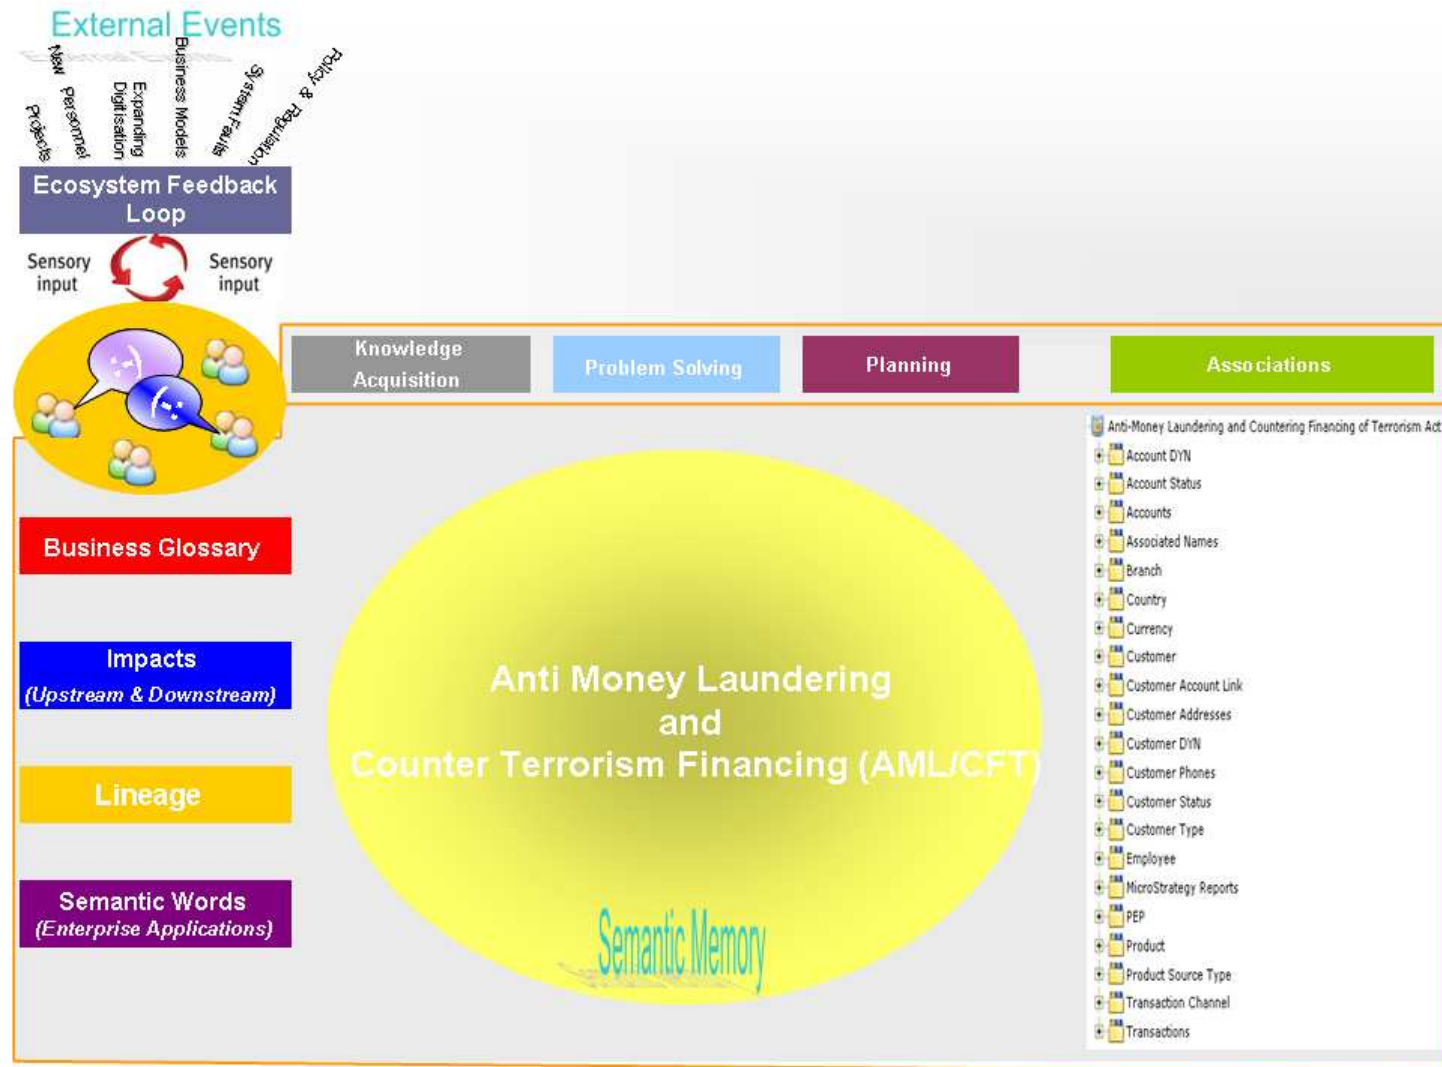 External Events
Projects
New Personnel
Expanding
Digitisation
Business Models
System Faults
Policy & Regulation
Ecosystem Feedback
Loop
Sensory
input
Sensory
input
:-)
(-:
Knowledge
Acquisition
Problem Solving
Planning
Associations
Business Glossary
Impacts
(Upstream & Downstream)
Lineage
Semantic Words
(Enterprise Applications)
Anti Money Laundering
and
Counter Terrorism Financing (AML/CFT)
Semantic Memory
Anti-Money Laundering and Countering Financing of Terrorism Act
Account DYN
Account Status
Accounts
Associated Names
Branch
Country
Currency
Customer
Customer Account Link
Customer Addresses
Customer DYN
Customer Phones
Customer Status
Customer Type
Employee
MicroStrategy Reports
PEP
Product
Product Source Type
Transaction Channel
Transactions